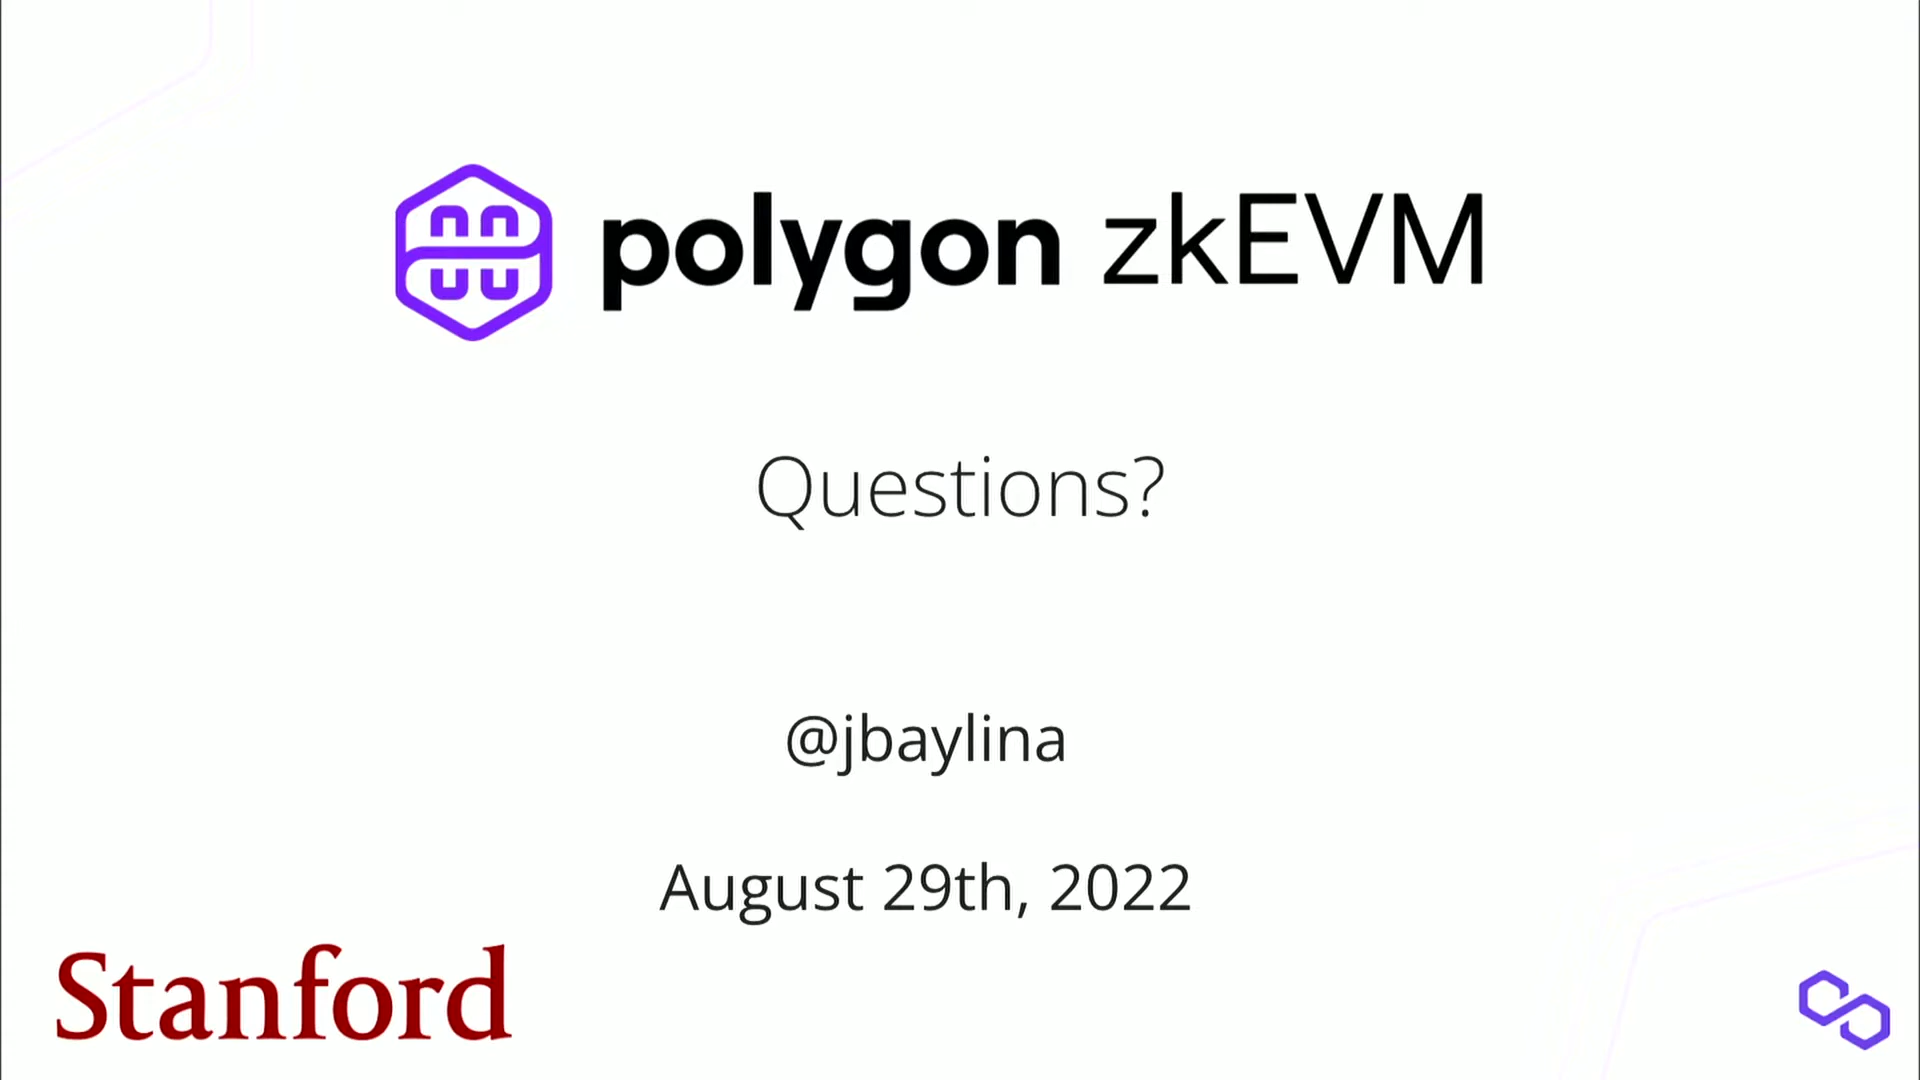 polygon zkEVM
Questions?
@jbaylina
August 29th, 2022
Stanford